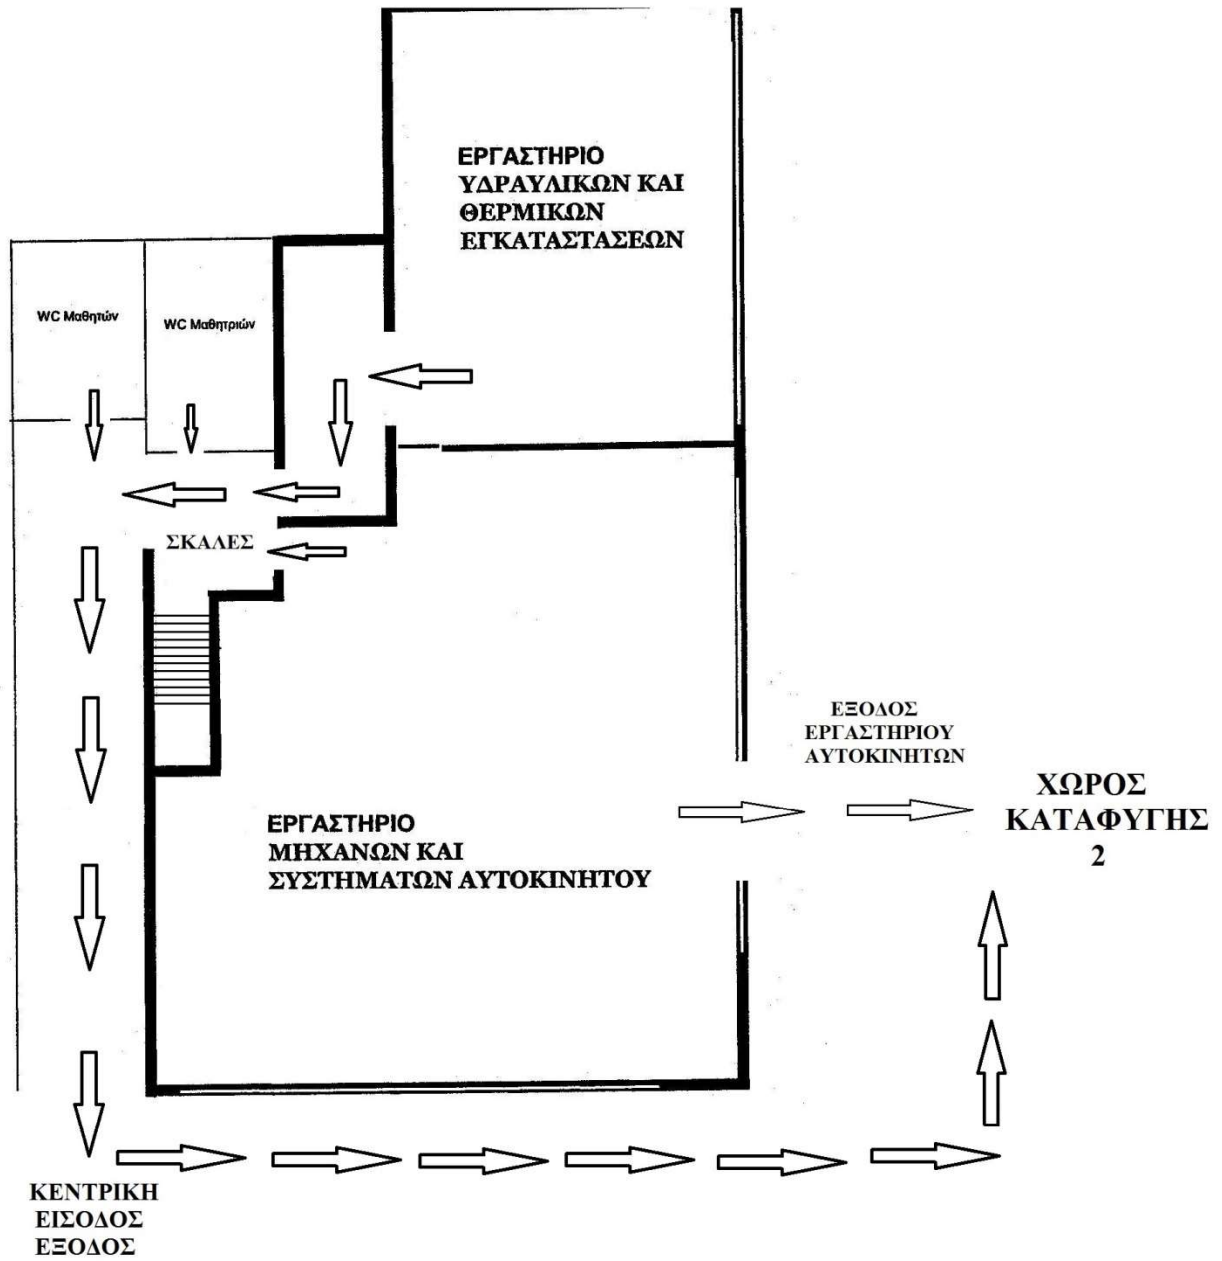 ΕΡΓΑΣΤΗΡΙΟ
ΥΔΡΑΥΛΙΚΩΝ ΚΑΙ
ΘΕΡΜΙΚΩΝ
ΕΓΚΑΤΑΣΤΑΣΕΩΝ
WC Μαθητών
WC Μαθητριών
ΣΚΑΛΕΣ
ΕΞΟΔΟΣ
ΕΡΓΑΣΤΗΡΙΟΥ
ΑΥΤΟΚΙΝΗΤΩΝ
ΧΩΡΟΣ
ΚΑΤΑΦΥΓΗΣ
2
ΕΡΓΑΣΤΗΡΙΟ
ΜΗΧΑΝΩΝ ΚΑΙ
ΣΥΣΤΗΜΑΤΩΝ ΑΥΤΟΚΙΝΗΤΟΥ
ΚΕΝΤΡΙΚΗ
ΕΙΣΟΔΟΣ
ΕΞΟΔΟΣ